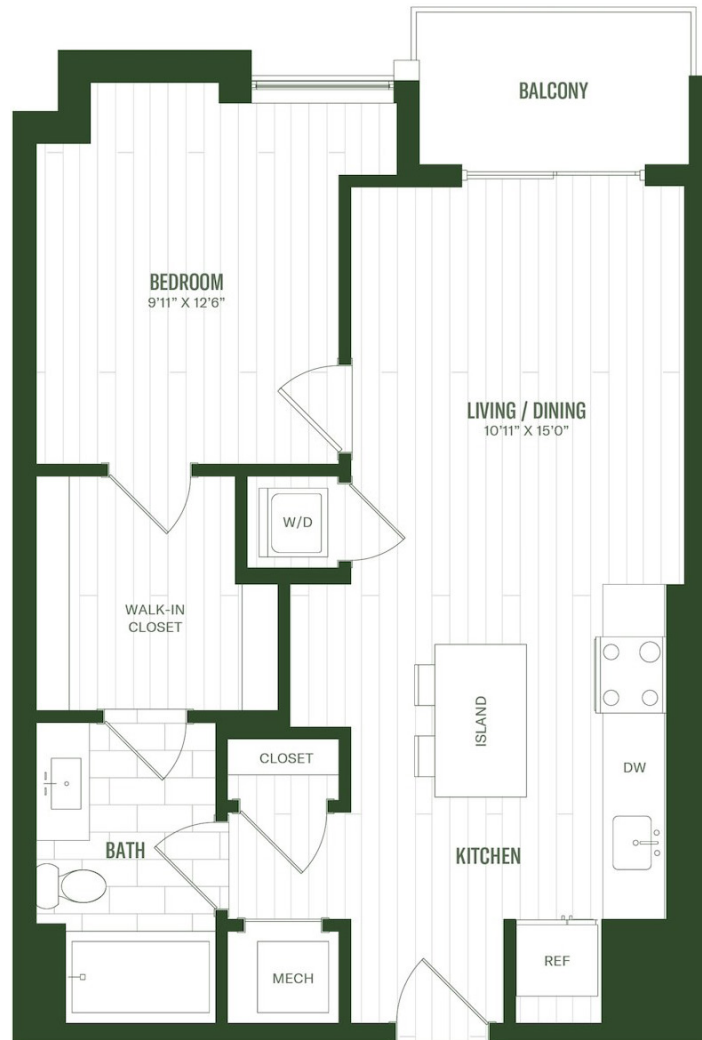 BALCONY
BEDROOM
9'11" X 12'6"
LIVING / DINING
10'11" X 15'0"
W/D
WALK-IN
CLOSET
ISLAND
CLOSET
DW
BATH
KITCHEN
REF
MECH